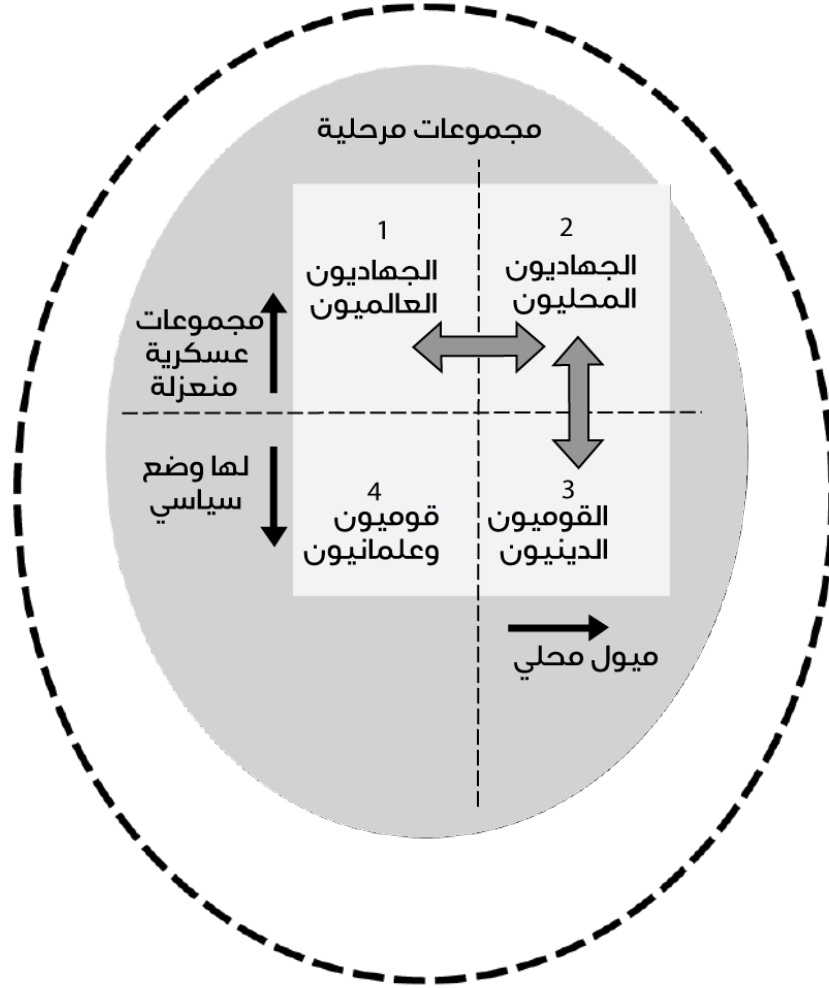 مجموعات مرحلية
2
الجهاديون
المحليون
1
الجهاديون
العالميون
مجموعات
عسكرية
منعزلة
لها وضع
سياسي
3
القوميون
الدينيون
4
قوميون
وعلمانيون
ميول محلي